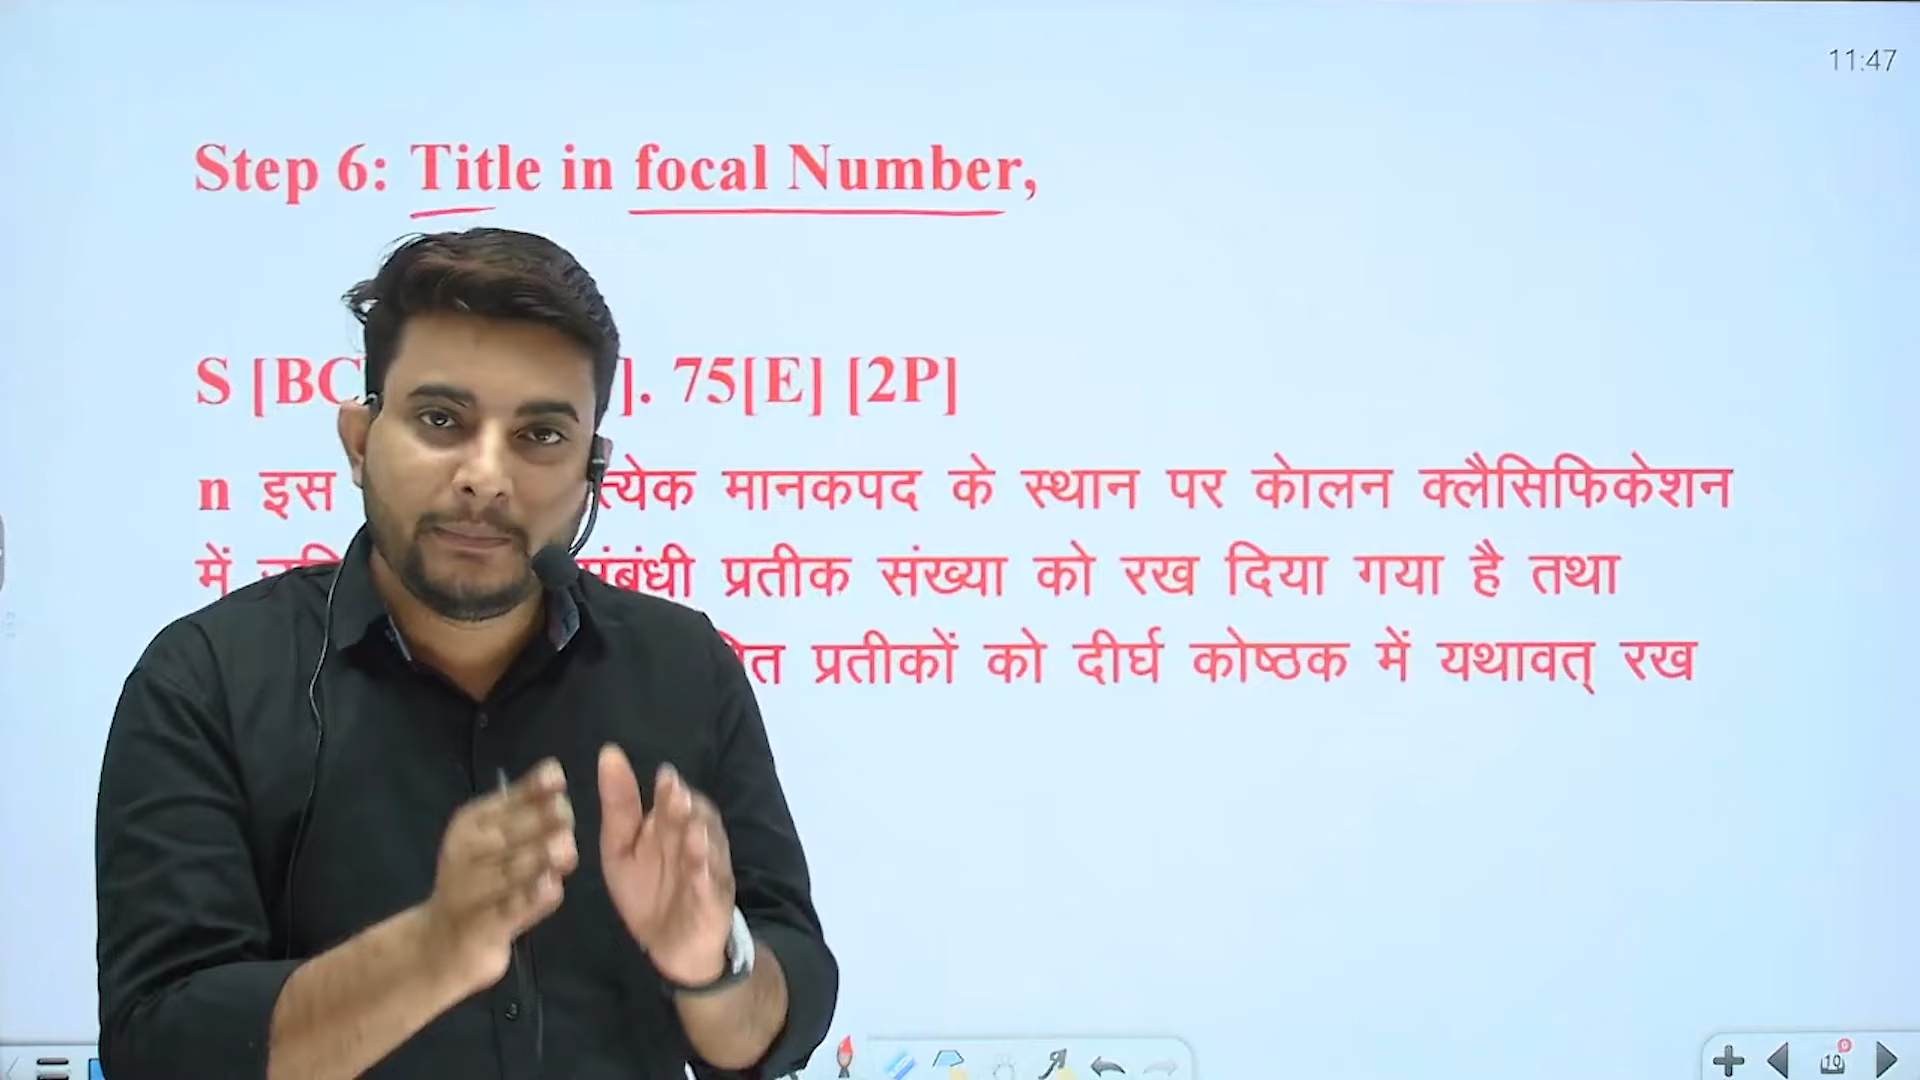 11:47
Step 6: Title in focal Number,
S [BC ]. 75[E] [2P]
n इस मानकपद के स्थान पर कोलन क्लैसिफिकेशन
में प्रतीक संख्या को रख दिया गया है तथा
प्रतीकों को दीर्घ कोष्ठक में यथावत् रख
10